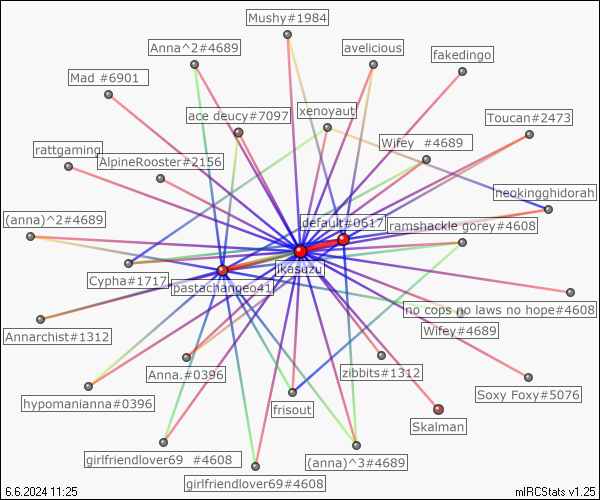 Mushy#1984
Anna^2#4689
avelicious
fakedingo
Mad #6901
ace deucy#7097
xenoyaut
Toucan#2473
Wifey  #4689
rattgaming
AlpineRooster#2156
neokingghidorah
(anna)^2#4689
default#0617
ramshackle gorey#4608
ikasuzu
Cypha#1717
pastachangeo41
no cops no laws no hope#4608
Annarchist#1312
Wifey#4689
Anna.#0396
zibbits#1312
Soxy Foxy#5076
hypomanianna#0396
frisout
Skalman
girlfriendlover69  #4608
(anna)^3#4689
girlfriendlover69#4608
6.6.2024 11:25
mIRCStats v1.25